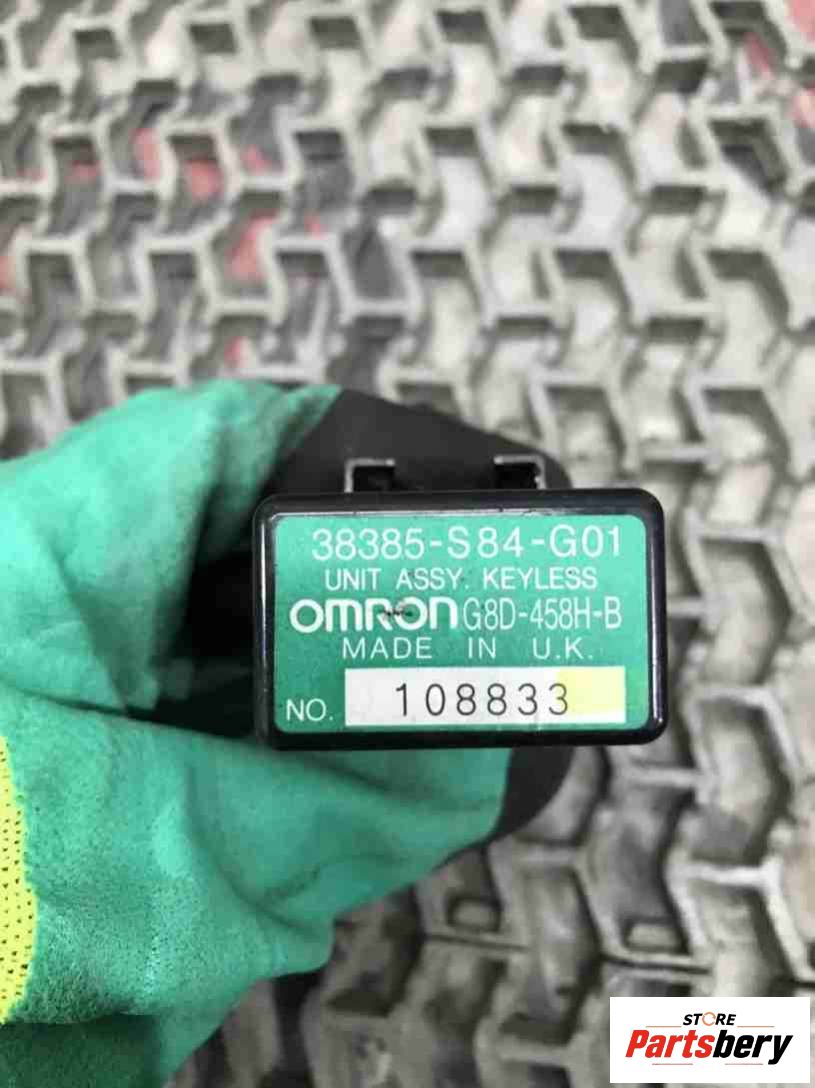 38385-S84-G01
UNIT ASSY. KEYLESS
OMRON G8D-458H-B
MADE IN U.K.
NO. 108833
STORE
Partsbery